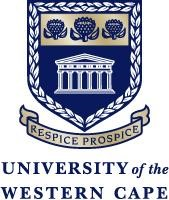 RESPICE PROSPICE
UNIVERSITY of the
WESTERN CAPE